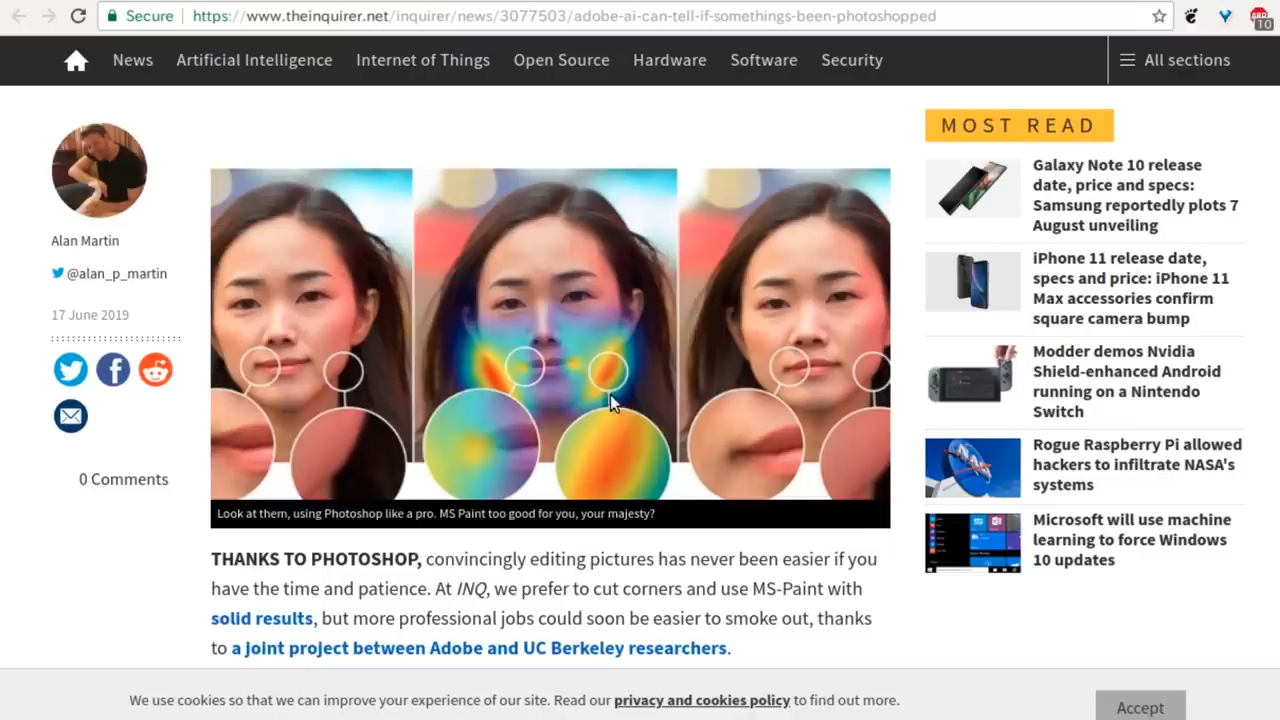 Secure
https://www.theinquirer.net/inquirer/news/3077503/adobe-ai-can-tell-if-somethings-been-photoshopped
10
News
Artificial Intelligence
Internet of Things
Open Source
Hardware
Software
Security
All sections
Alan Martin
@alan_p_martin
17 June 2019
0 Comments
Look at them, using Photoshop like a pro. MS Paint too good for you, your majesty?
THANKS TO PHOTOSHOP, convincingly editing pictures has never been easier if you
have the time and patience. At INQ, we prefer to cut corners and use MS-Paint with
solid results, but more professional jobs could soon be easier to smoke out, thanks
to a joint project between Adobe and UC Berkeley researchers.
MOST READ
Galaxy Note 10 release
date, price and specs:
Samsung reportedly plots 7
August unveiling
iPhone 11 release date,
specs and price: iPhone 11
Max accessories confirm
square camera bump
Modder demos Nvidia
Shield-enhanced Android
running on a Nintendo
Switch
Rogue Raspberry Pi allowed
hackers to infiltrate NASA's
systems
Microsoft will use machine
learning to force Windows
10 updates
We use cookies so that we can improve your experience of our site. Read our privacy and cookies policy to find out more.
Accept